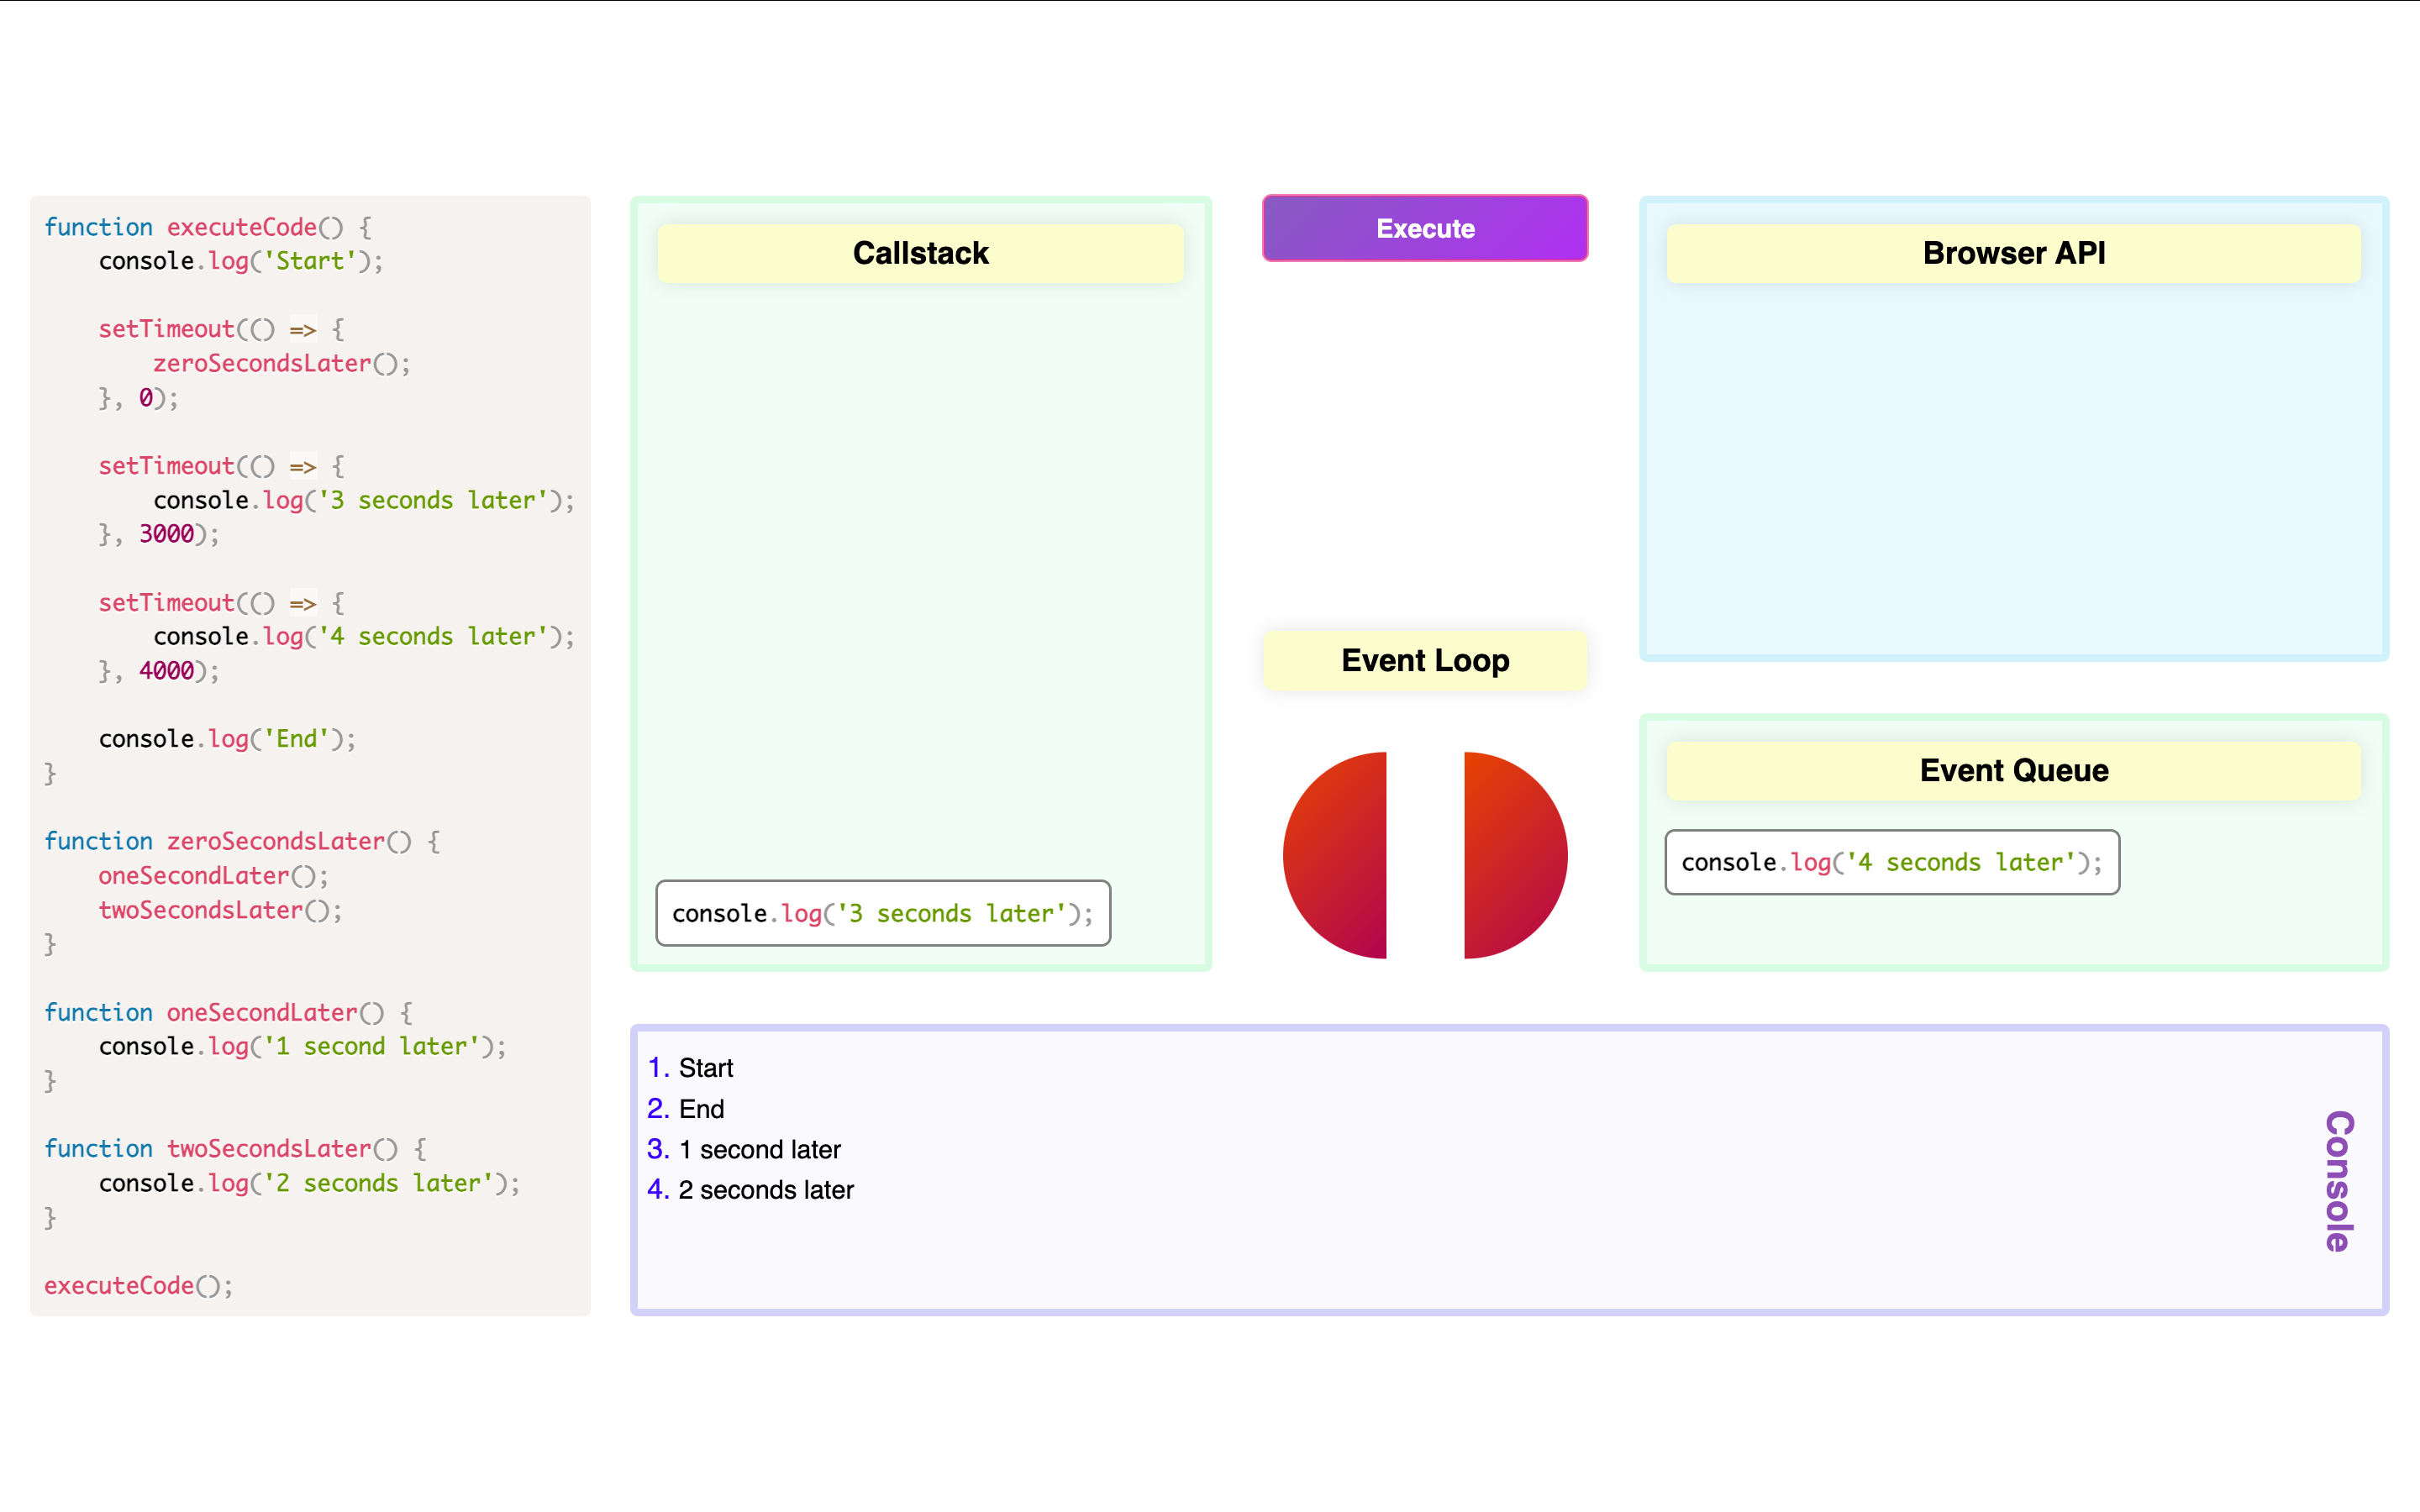 function executeCode() {
    console.log('Start');

    setTimeout(() => {
        zeroSecondsLater();
    }, 0);

    setTimeout(() => {
        console.log('3 seconds later');
    }, 3000);

    setTimeout(() => {
        console.log('4 seconds later');
    }, 4000);

    console.log('End');
}

function zeroSecondsLater() {
    oneSecondLater();
    twoSecondsLater();
}

function oneSecondLater() {
    console.log('1 second later');
}

function twoSecondsLater() {
    console.log('2 seconds later');
}

executeCode();
Callstack
console.log('3 seconds later');
Execute
Event Loop
Browser API
Event Queue
console.log('4 seconds later');
1. Start
2. End
3. 1 second later
4. 2 seconds later
Console